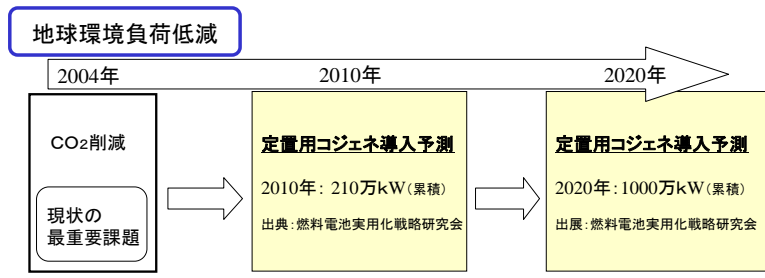 地球環境負荷低減
2004年 2010年 2020年
CO2削減
現状の
最重要課題
定置用コジェネ導入予測
2010年：210万kW(累積)
出典：燃料電池実用化戦略研究会
定置用コジェネ導入予測
2020年：1000万kW(累積)
出展：燃料電池実用化戦略研究会